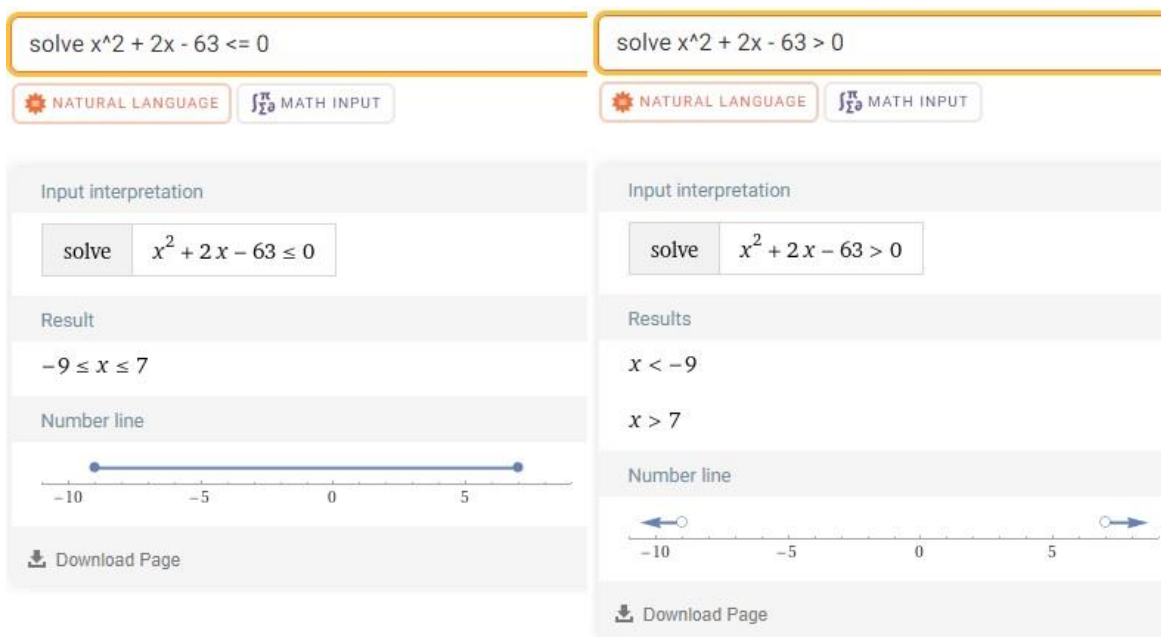 solve x^2 + 2x - 63 <= 0
NATURAL LANGUAGE
∫Σ∂π MATH INPUT
Input interpretation
solve x² + 2 x − 63 ≤ 0
Result
−9 ≤ x ≤ 7
Number line
−10 −5 0 5
Download Page
solve x^2 + 2x - 63 > 0
NATURAL LANGUAGE
∫Σ∂π MATH INPUT
Input interpretation
solve x² + 2 x − 63 > 0
Results
x < −9
x > 7
Number line
−10 −5 0 5
Download Page